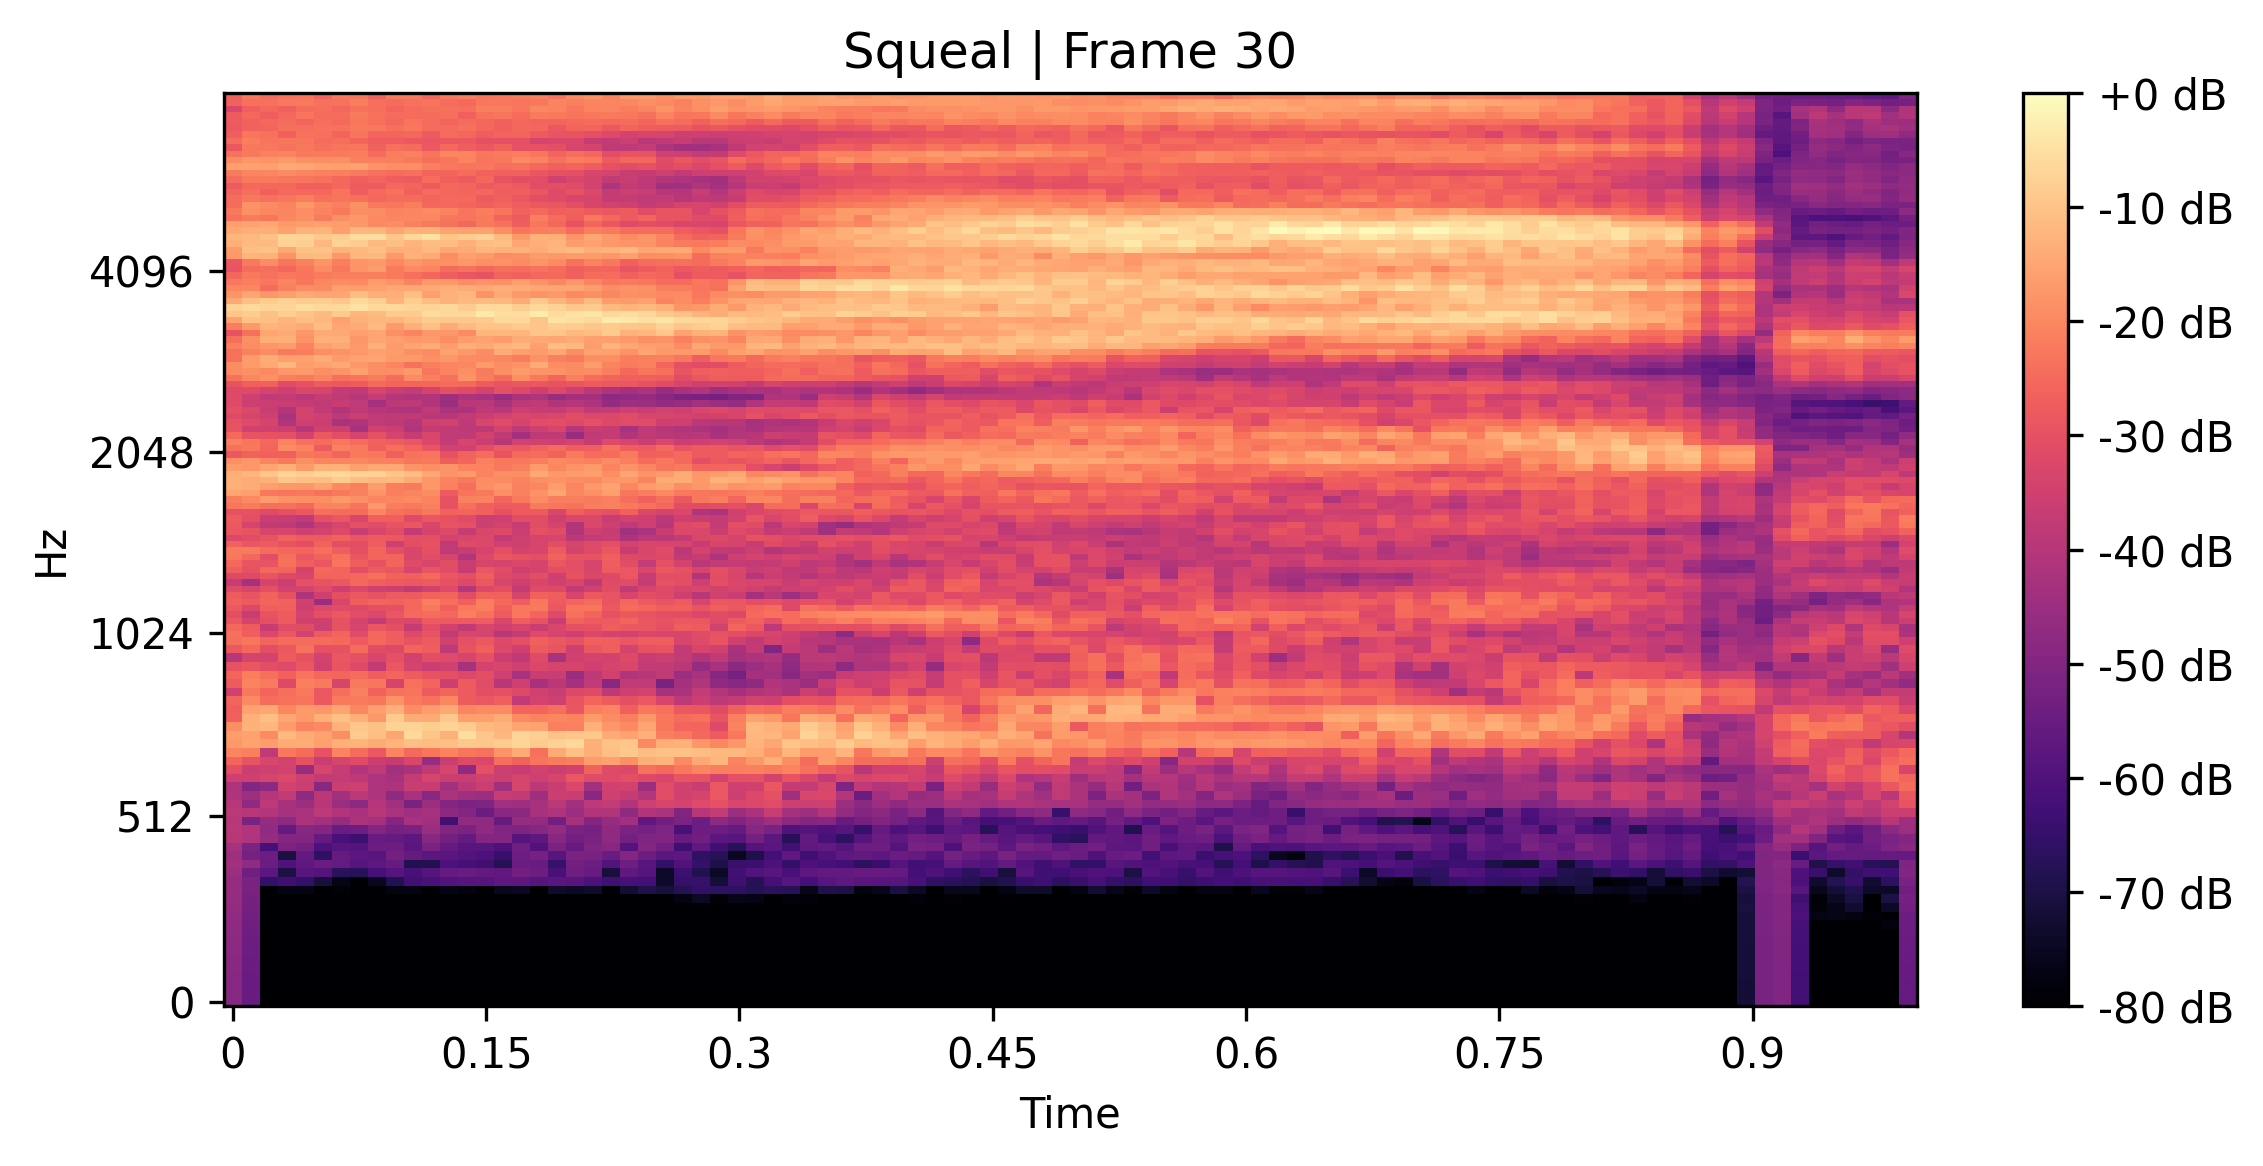 Squeal | Frame 30
+0 dB
-10 dB
-20 dB
-30 dB
-40 dB
-50 dB
-60 dB
-70 dB
-80 dB
Hz
4096
2048
1024
512
0
0 0.15 0.3 0.45 0.6 0.75 0.9
Time